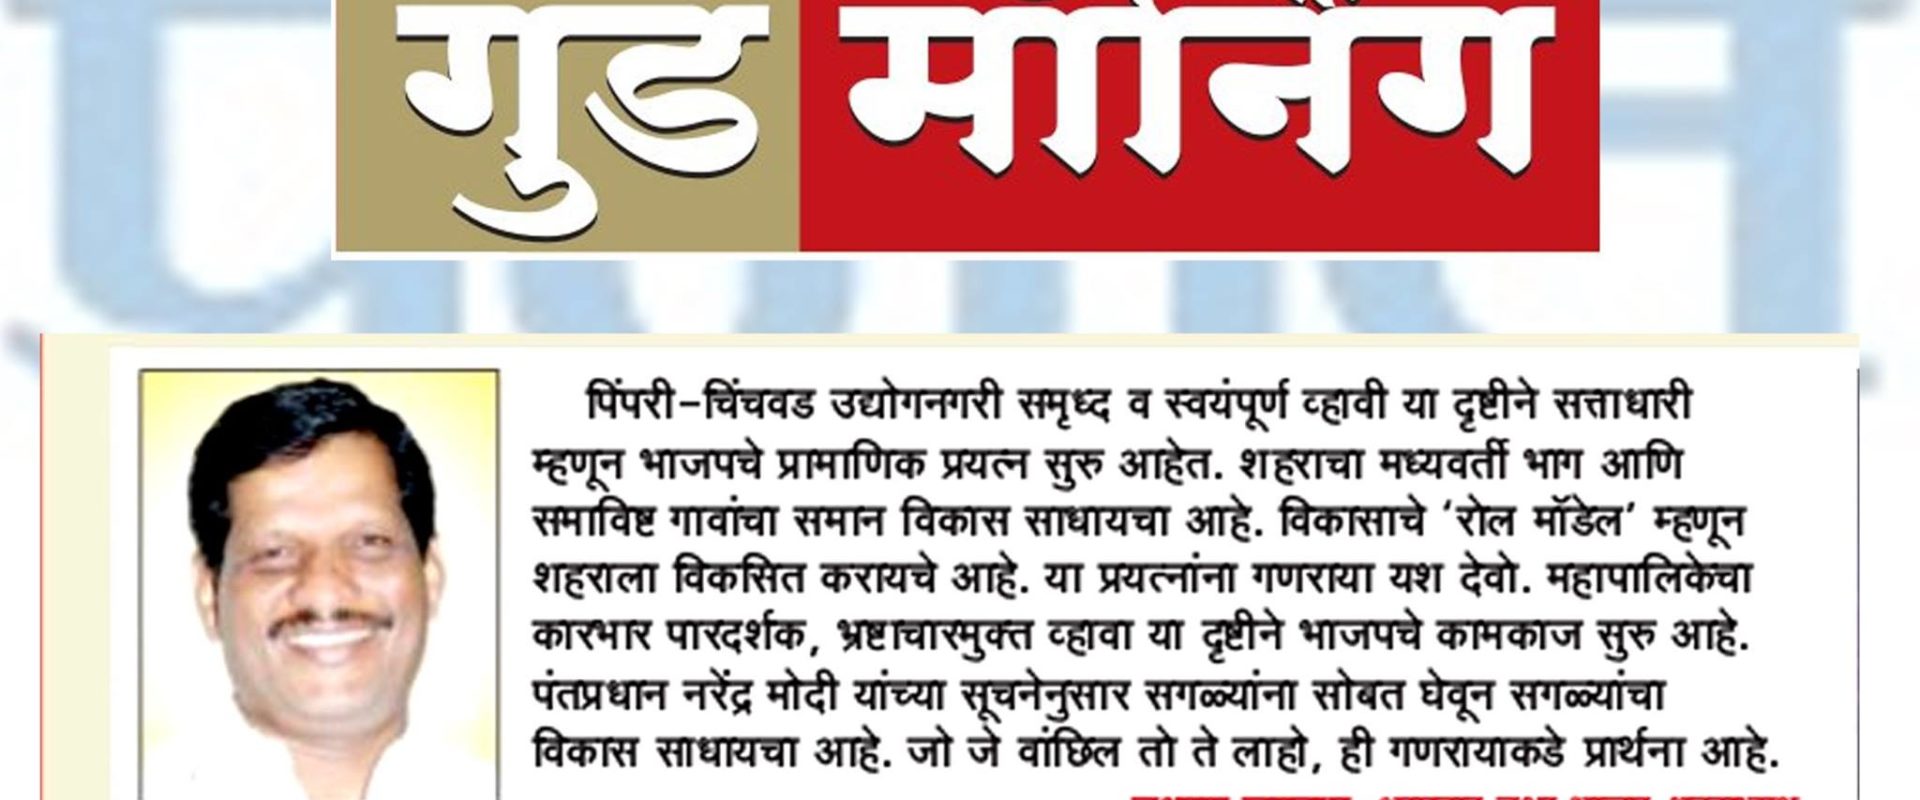 गुड मॉर्निंग
पिंपरी-चिंचवड उद्योगनगरी समृध्द व स्वयंपूर्ण व्हावी या दृष्टीने सत्ताधारी
म्हणून भाजपचे प्रामाणिक प्रयत्न सुरु आहेत. शहराचा मध्यवर्ती भाग आणि
समाविष्ट गावांचा समान विकास साधायचा आहे. विकासाचे ‘रोल मॉडेल’ म्हणून
शहराला विकसित करायचे आहे. या प्रयत्नांना गणराया यश देवो. महापालिकेचा
कारभार पारदर्शक, भ्रष्टाचारमुक्त व्हावा या दृष्टीने भाजपचे कामकाज सुरु आहे.
पंतप्रधान नरेंद्र मोदी यांच्या सूचनेनुसार सगळ्यांना सोबत घेवून सगळ्यांचा
विकास साधायचा आहे. जो जे वांछिल तो ते लाहो, ही गणरायाकडे प्रार्थना आहे.